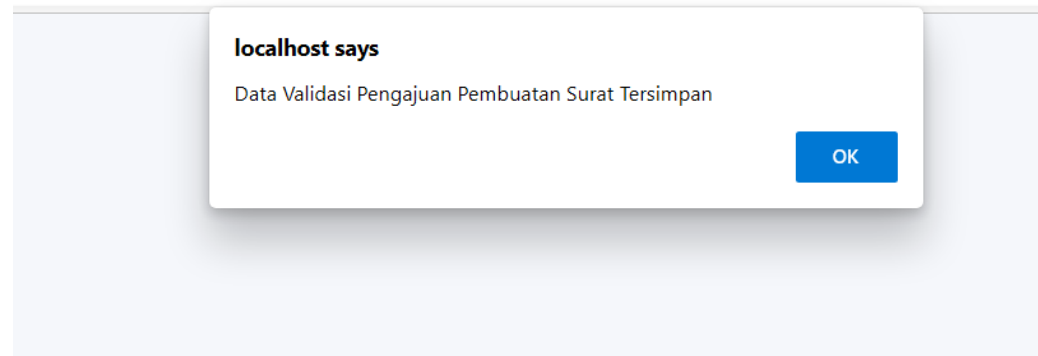 localhost says
Data Validasi Pengajuan Pembuatan Surat Tersimpan
OK